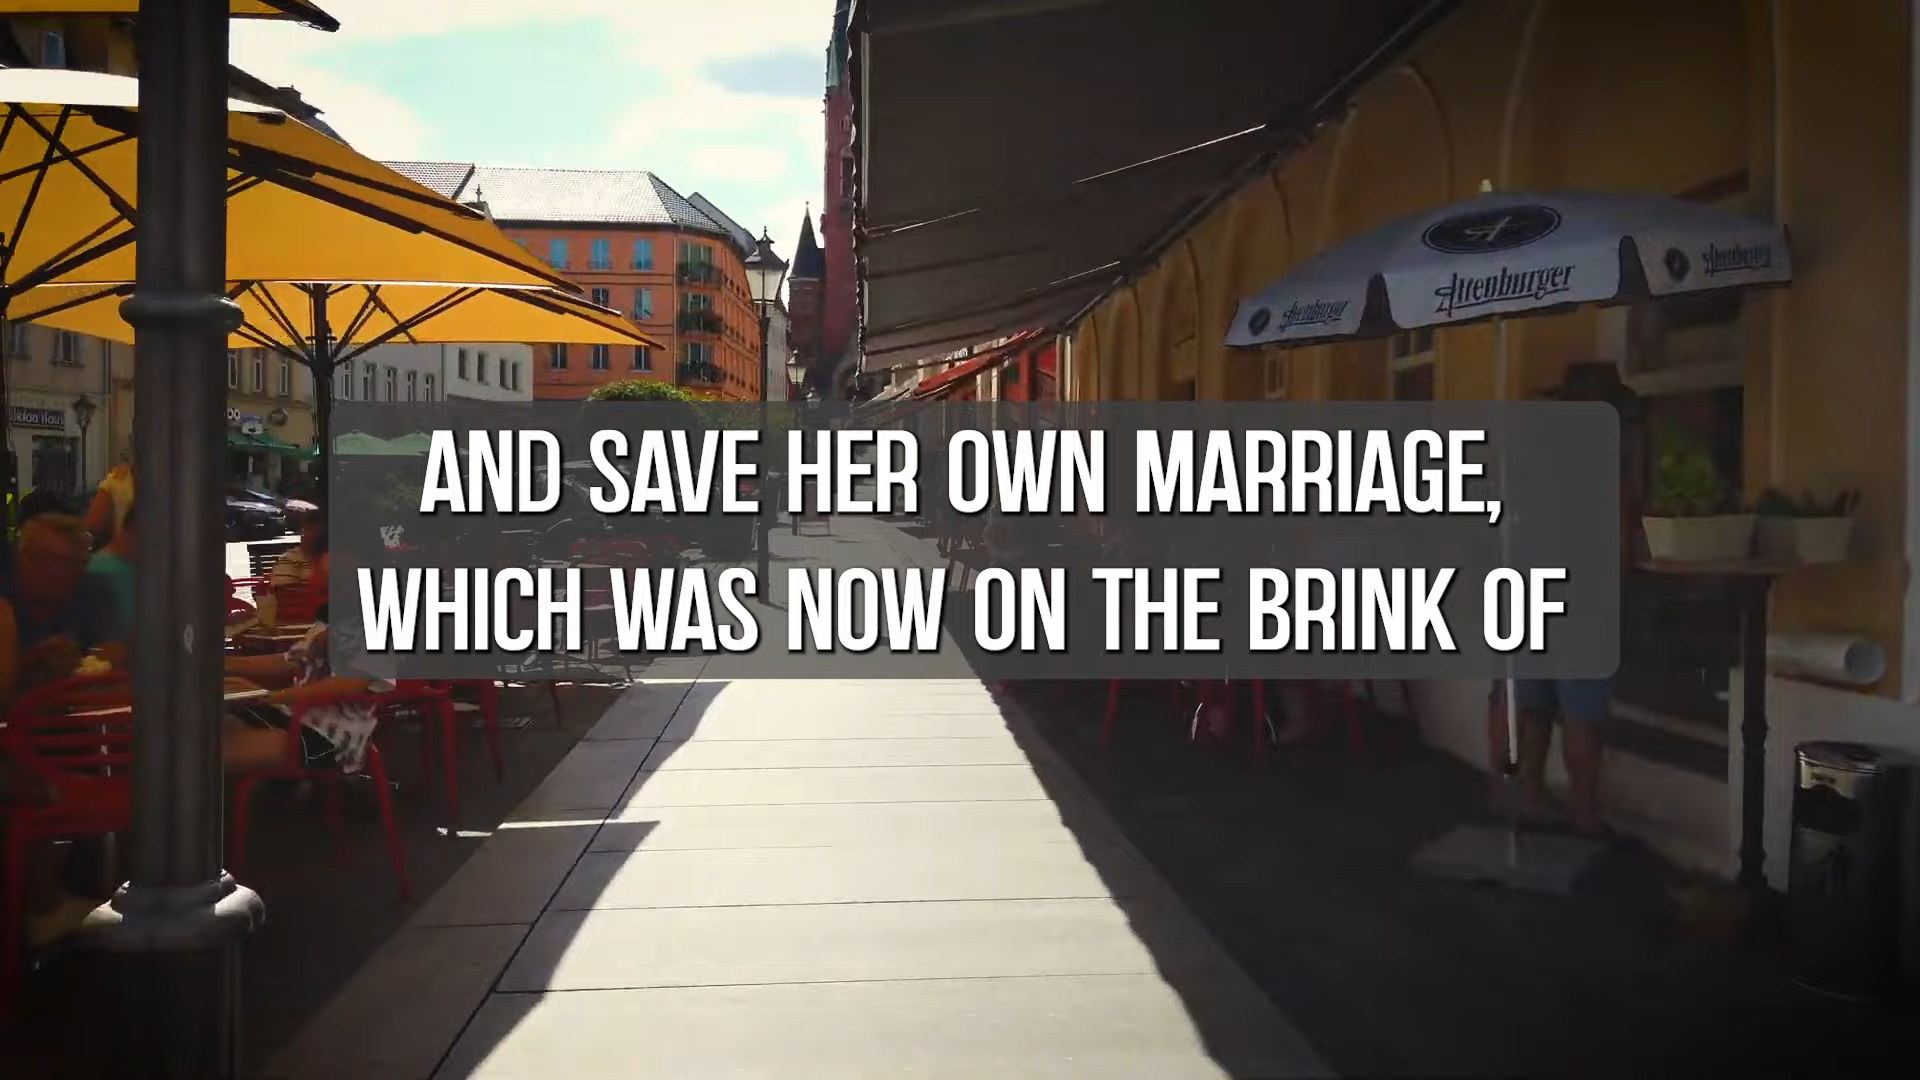 AND SAVE HER OWN MARRIAGE,
WHICH WAS NOW ON THE BRINK OF
Altenburger
Altenburger
Altenburger